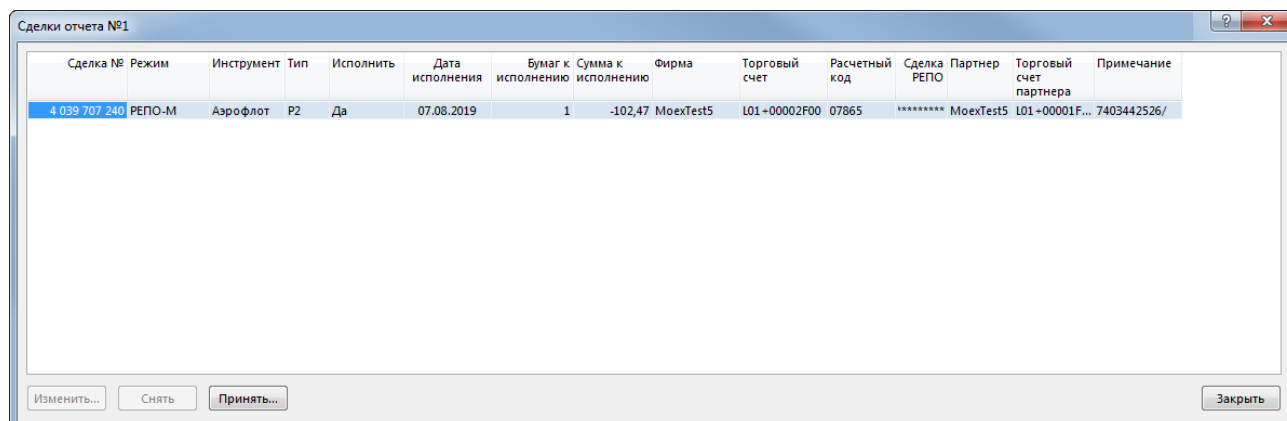 Сделки отчета №1
Сделка № Режим Инструмент Тип Исполнить Дата исполнения Бумаг к исполнению Сумма к исполнению Фирма Торговый счет Расчетный код Сделка РЕПО Партнер Торговый счет партнера Примечание
4 039 707 240 РЕПО-М Аэрофлот P2 Да 07.08.2019 1 -102,47 MoexTest5 L01+00002F00 07865 ********* MoexTest5 L01+00001F... 7403442526/
Изменить... Снять Принять... Закрыть